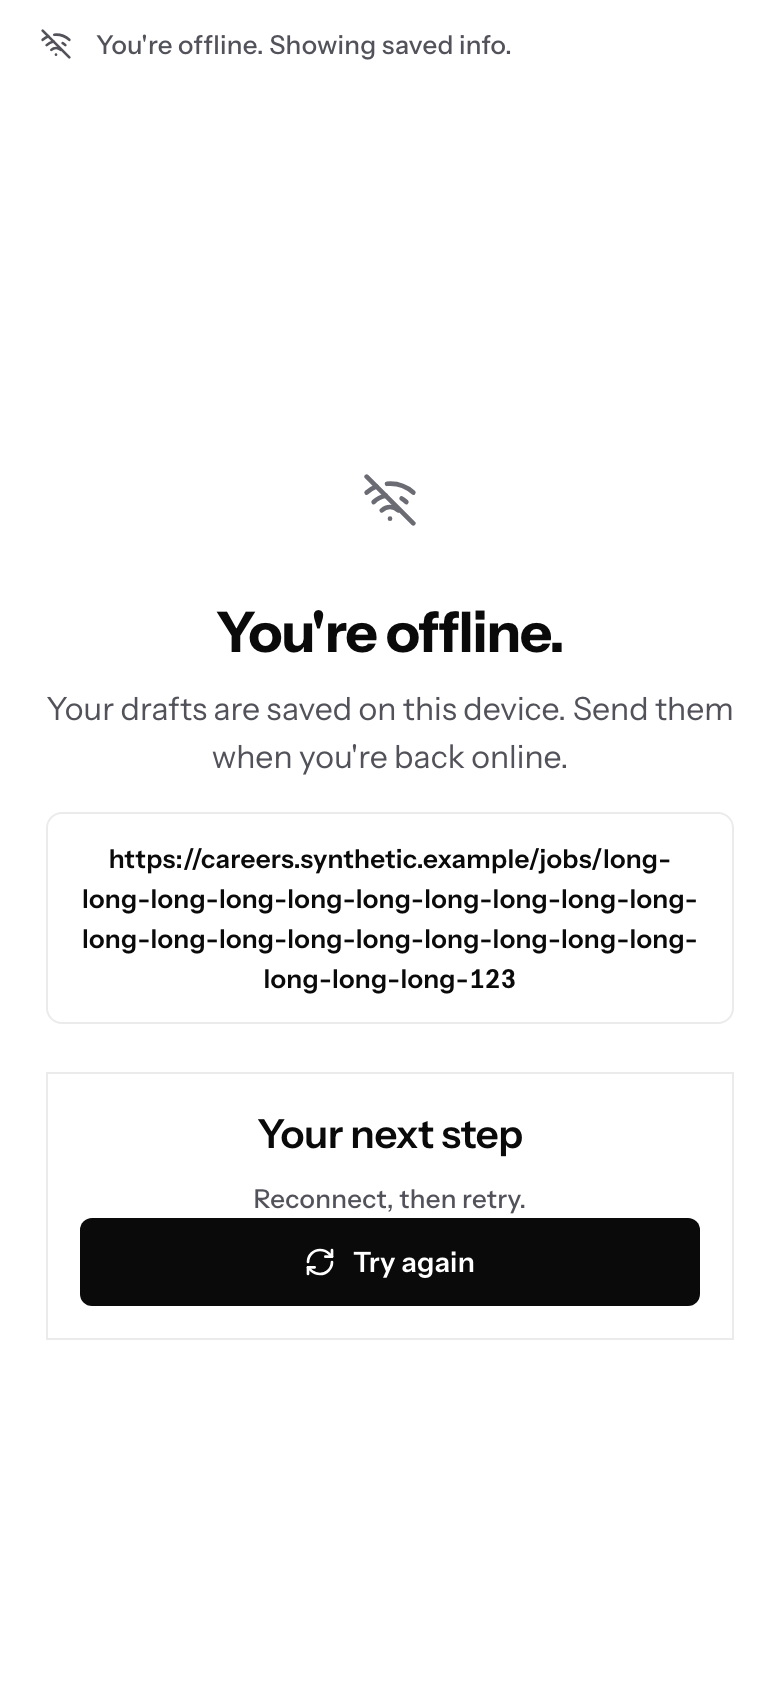 You're offline. Showing saved info.
You're offline.
Your drafts are saved on this device. Send them
when you're back online.
https://careers.synthetic.example/jobs/long-
long-long-long-long-long-long-long-long-long-
long-long-long-long-long-long-long-long-long-
long-long-long-123
Your next step
Reconnect, then retry.
Try again